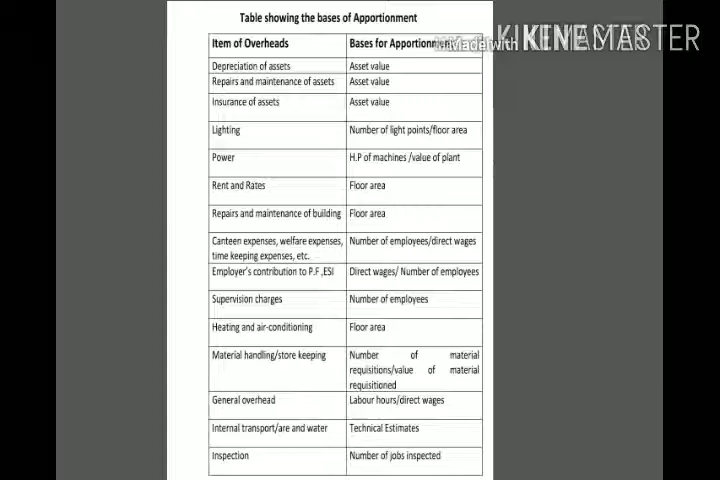 Table showing the bases of Apportionment
Made with KINEMASTER
Item of Overheads Bases for Apportionment
Depreciation of assets Asset value
Repairs and maintenance of assets Asset value
Insurance of assets Asset value
Lighting Number of light points/floor area
Power H.P of machines /value of plant
Rent and Rates Floor area
Repairs and maintenance of building Floor area
Canteen expenses, welfare expenses, Number of employees/direct wages
time keeping expenses, etc.
Employer's contribution to P.F ,ESI Direct wages/ Number of employees
Supervision charges Number of employees
Heating and air-conditioning Floor area
Material handling/store keeping Number of material
requisitions/value of material
requisitioned
General overhead Labour hours/direct wages
Internal transport/are and water Technical Estimates
Inspection Number of jobs inspected